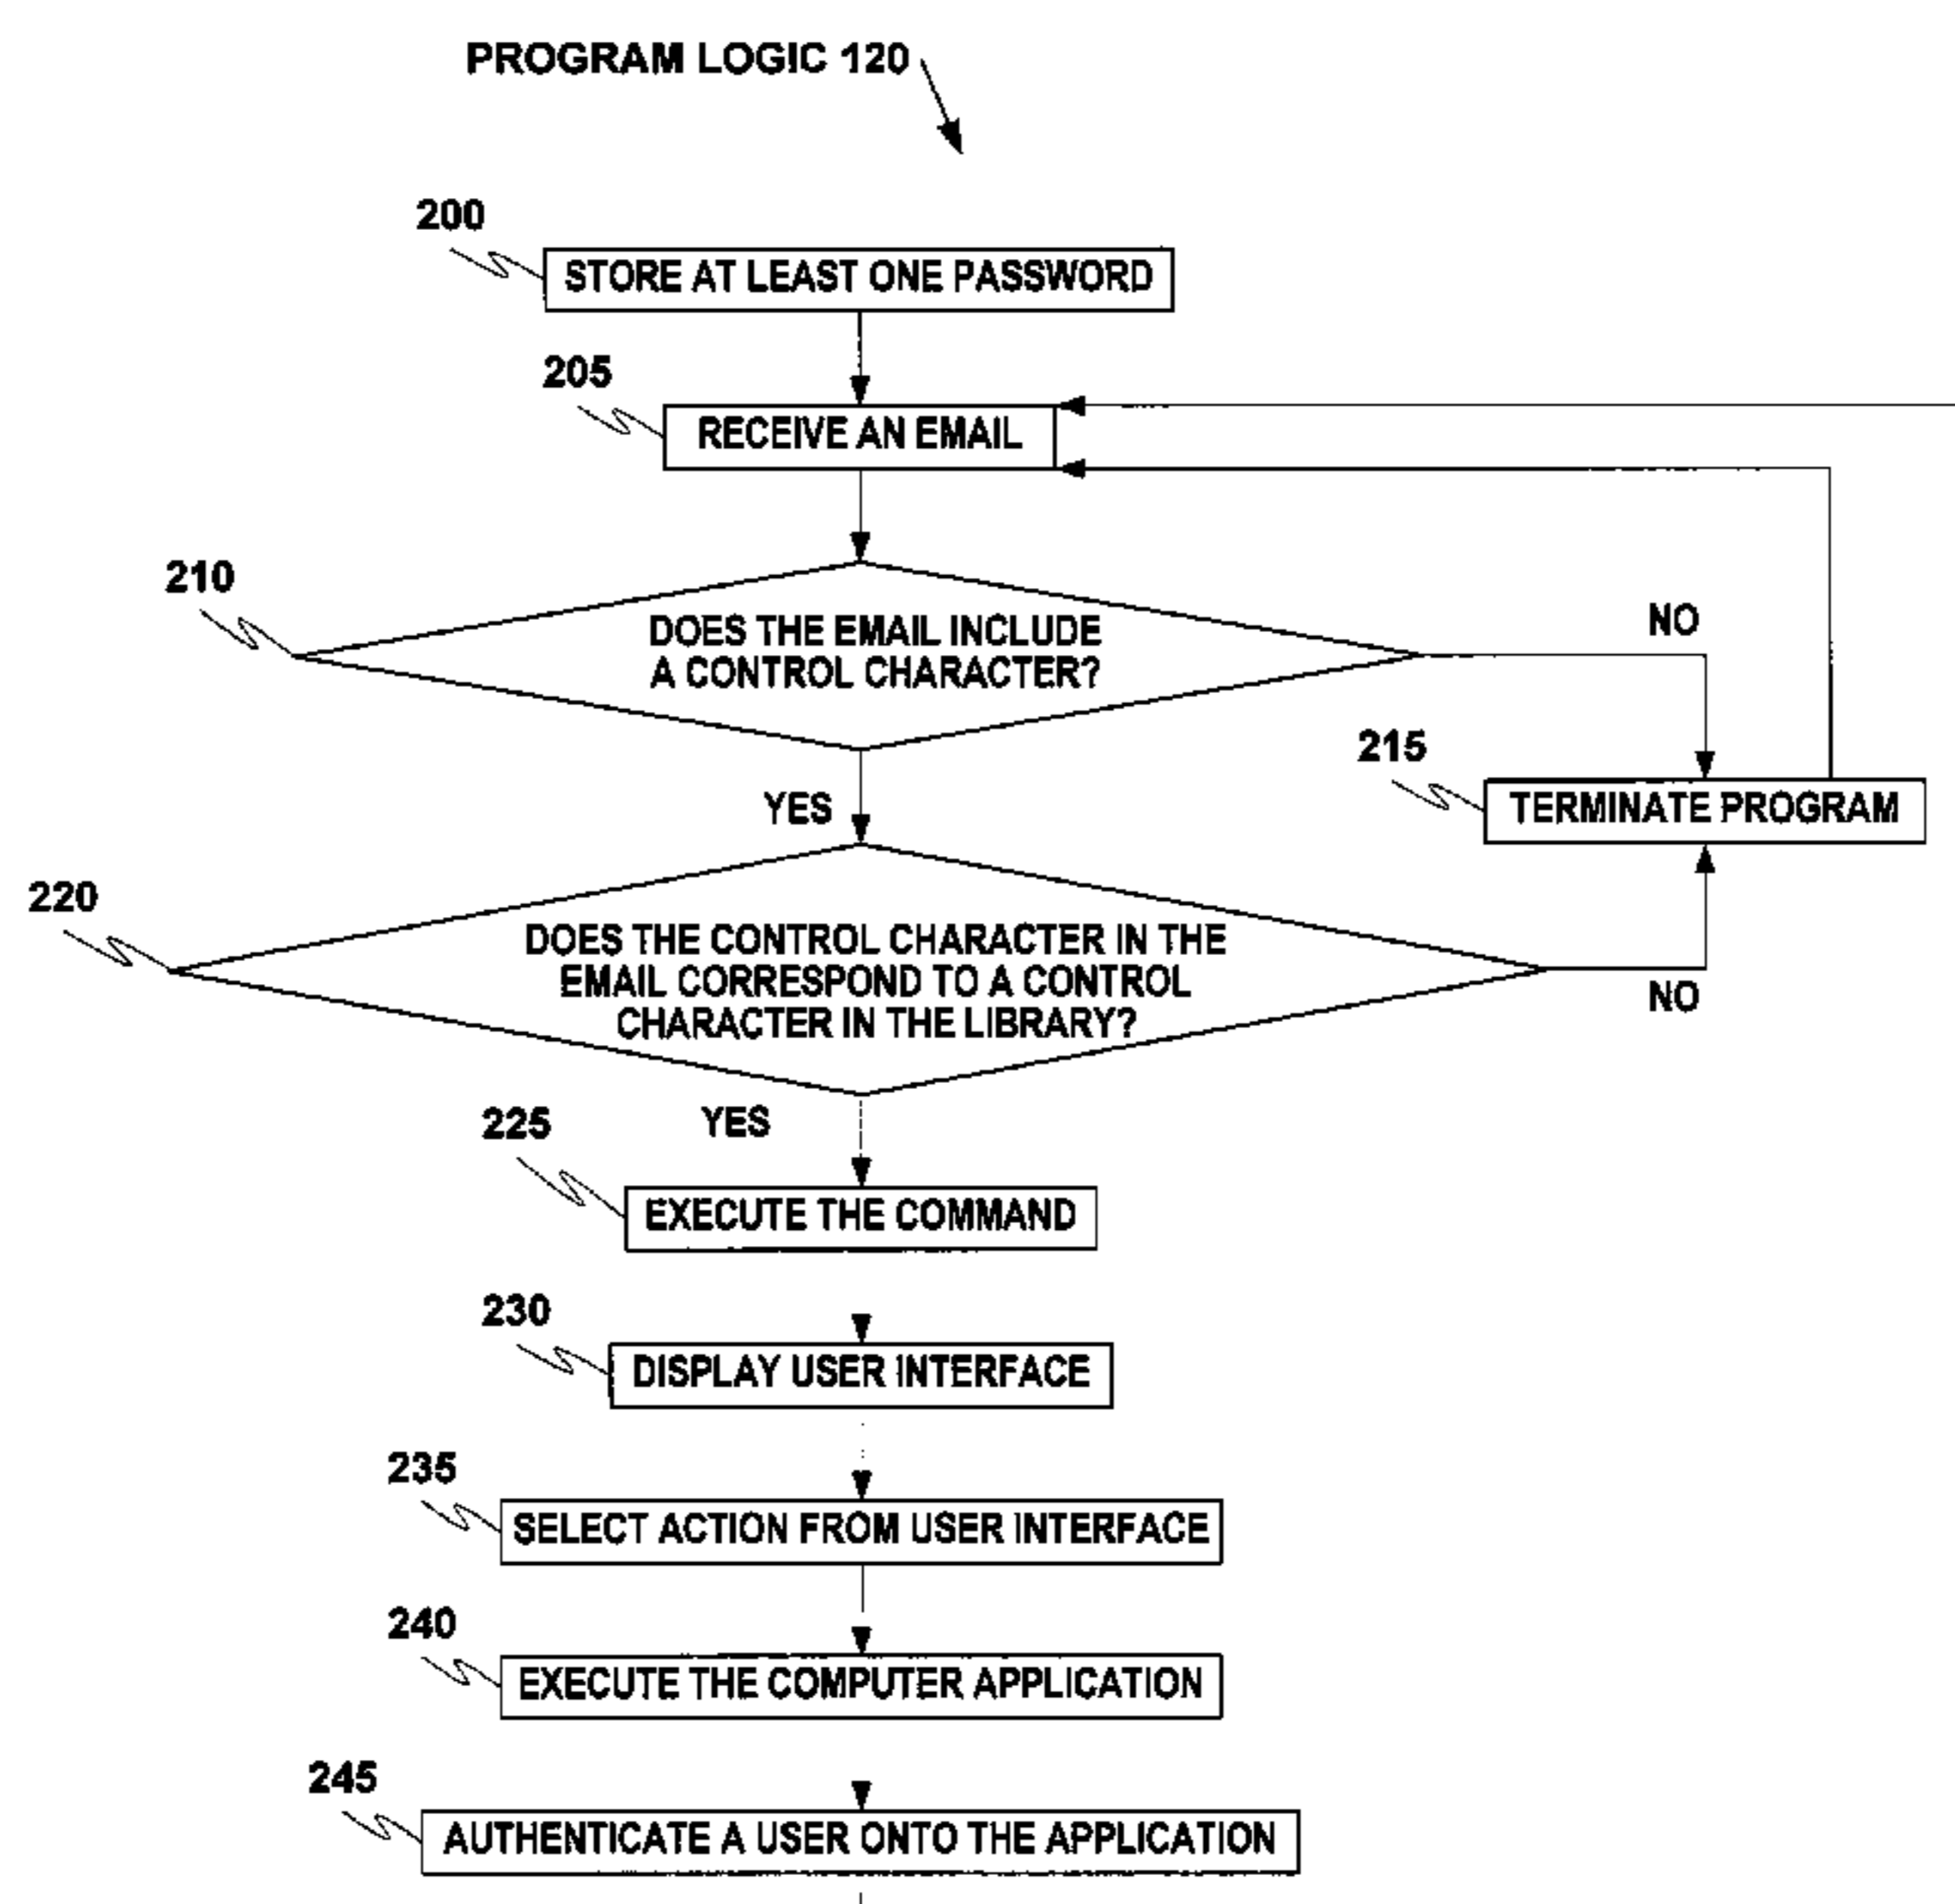 PROGRAM LOGIC 120
200
STORE AT LEAST ONE PASSWORD
205
RECEIVE AN EMAIL
210
DOES THE EMAIL INCLUDE
A CONTROL CHARACTER?
NO
215
TERMINATE PROGRAM
YES
220
DOES THE CONTROL CHARACTER IN THE
EMAIL CORRESPOND TO A CONTROL
CHARACTER IN THE LIBRARY?
NO
YES
225
EXECUTE THE COMMAND
230
DISPLAY USER INTERFACE
235
SELECT ACTION FROM USER INTERFACE
240
EXECUTE THE COMPUTER APPLICATION
245
AUTHENTICATE A USER ONTO THE APPLICATION